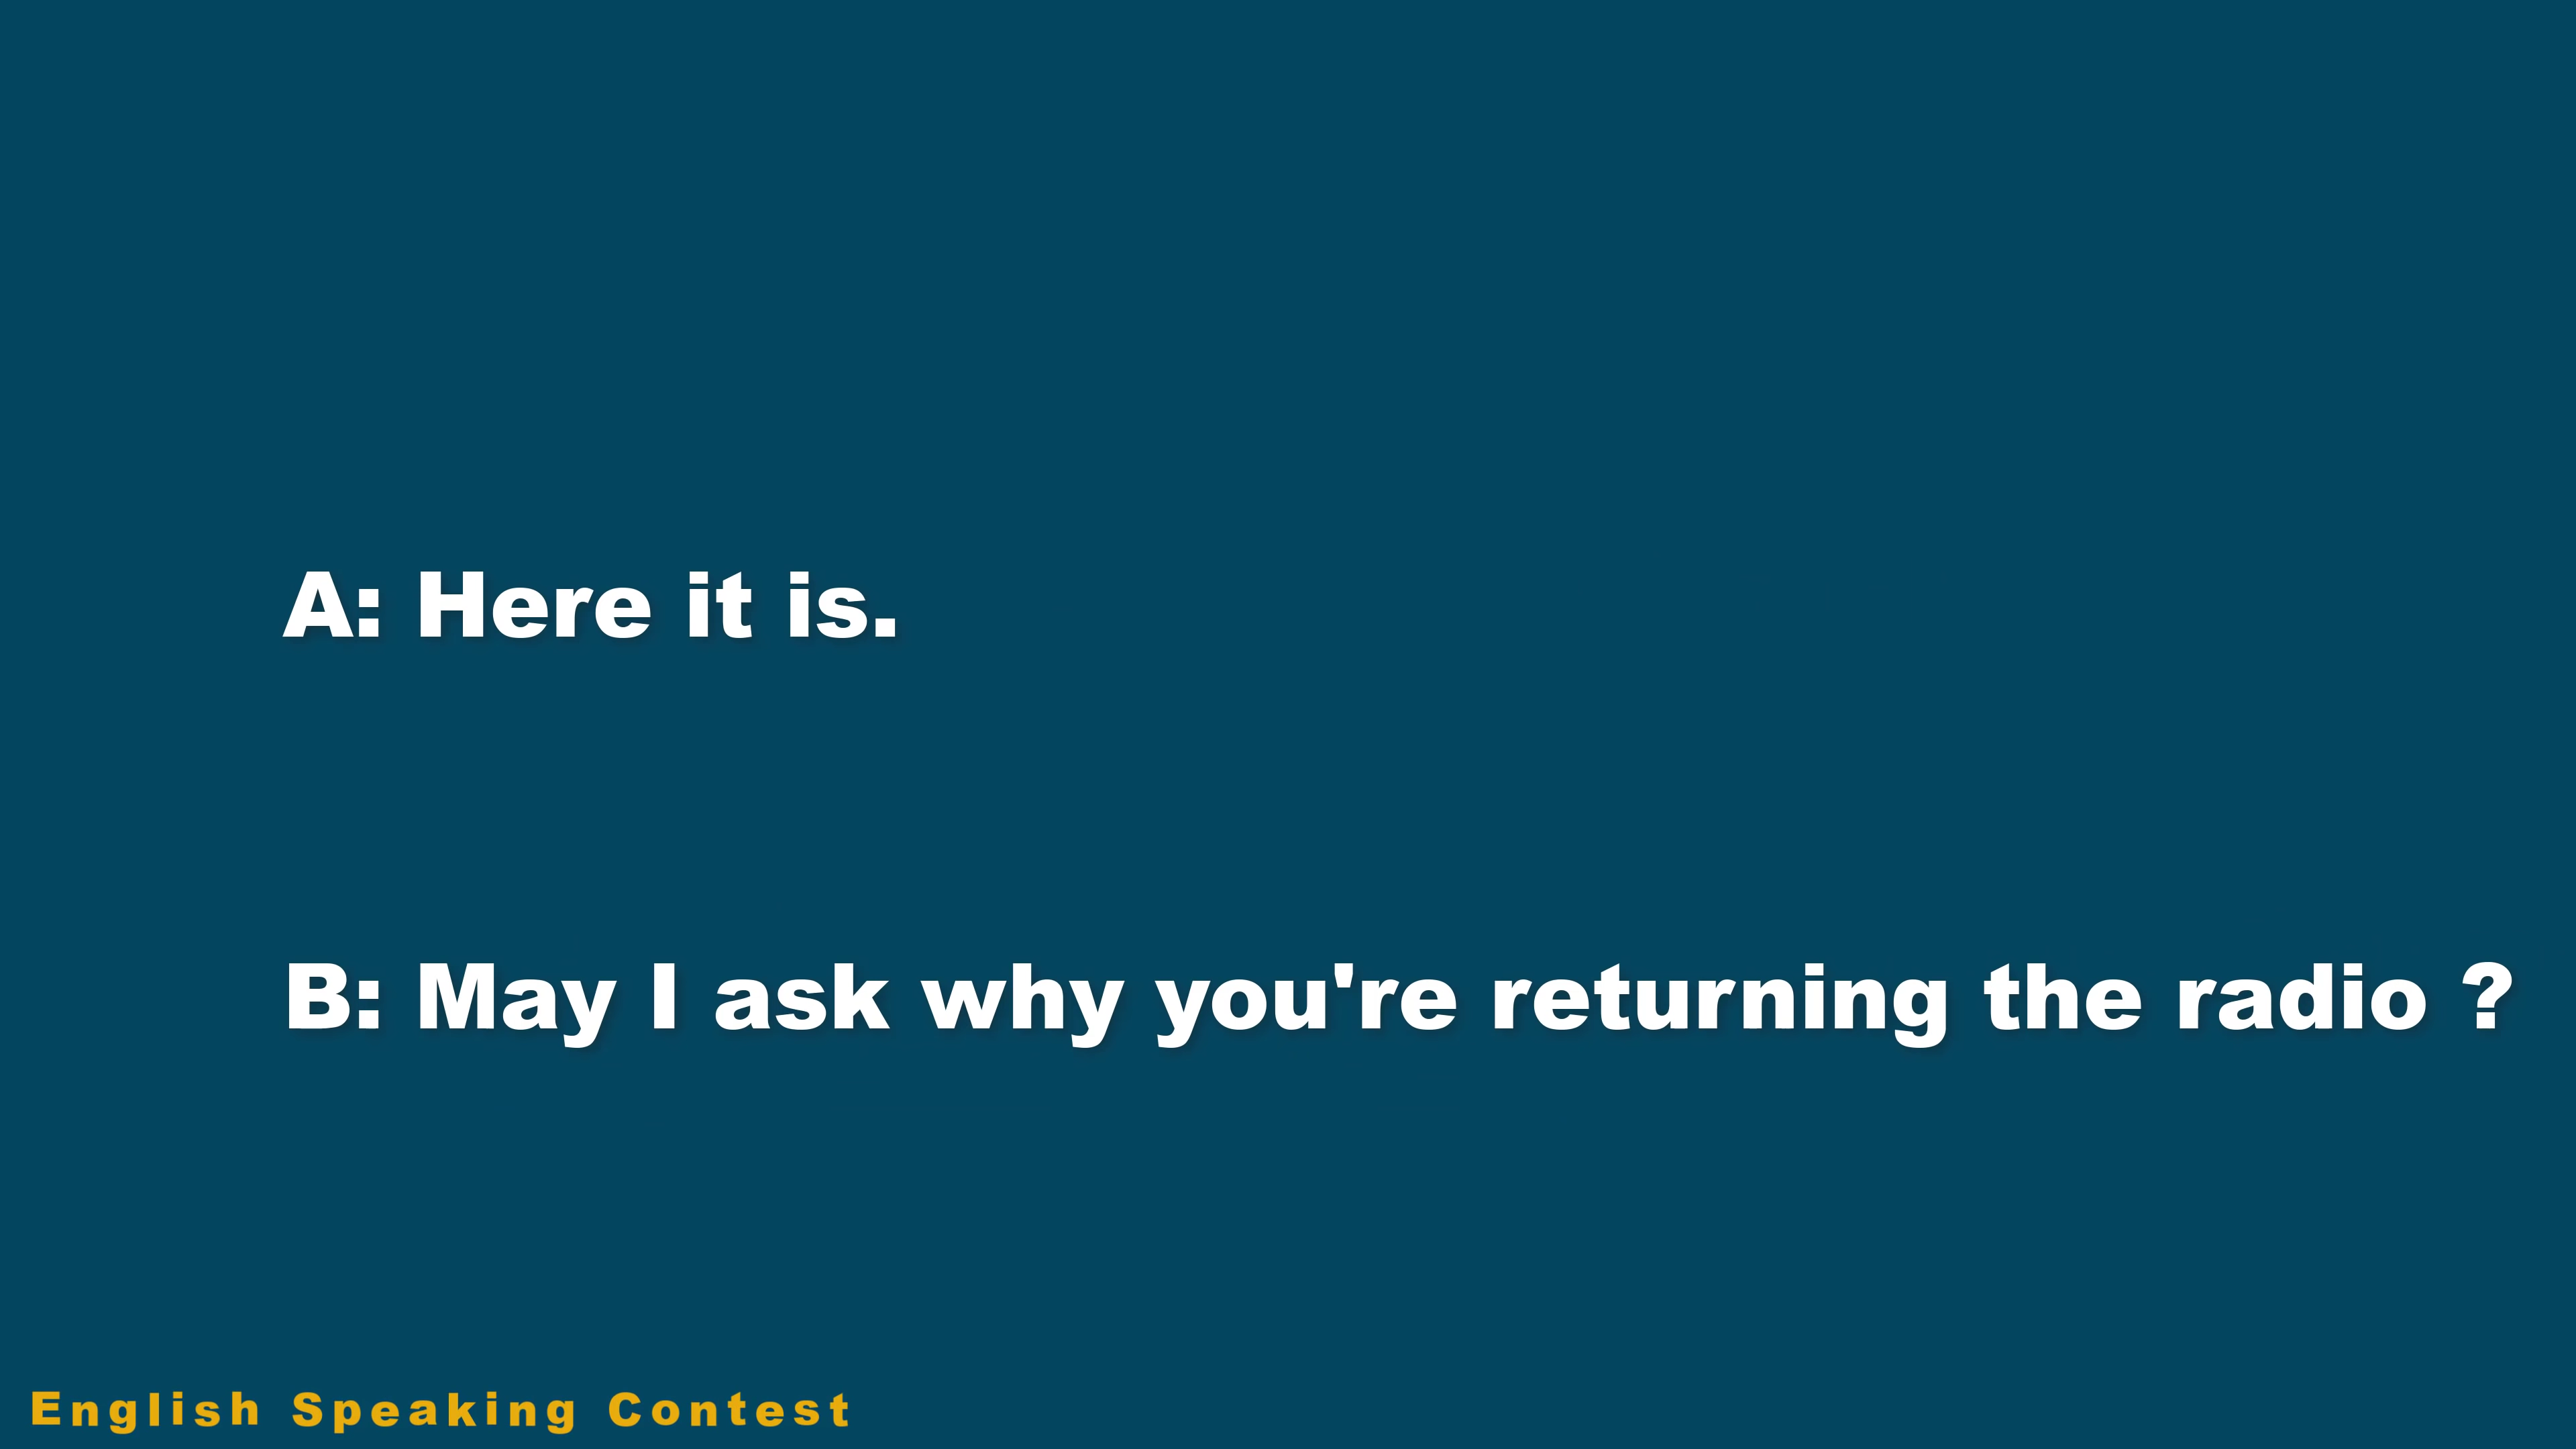 A: Here it is.
B: May I ask why you're returning the radio ?
English Speaking Contest